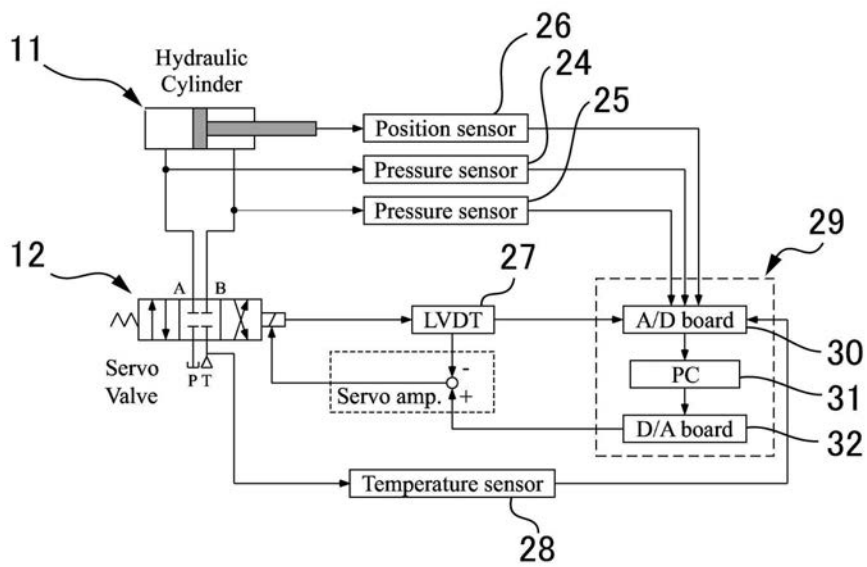 26
11
Hydraulic
Cylinder
24
25
Position sensor
Pressure sensor
Pressure sensor
29
12
A B
27
LVDT
A/D board
30
Servo
Valve
P T
-
Servo amp. +
PC
31
D/A board
32
Temperature sensor
28